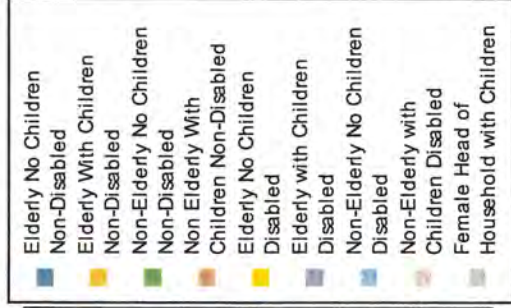 Elderly No Children
Non-Disabled
Elderly With Children
Non-Disabled
Non-Elderly No Children
Non-Disabled
Non Elderly With
Children Non-Disabled
Elderly No Children
Disabled
Elderly with Children
Disabled
Non-Elderly No Children
Disabled
Non-Elderly with
Children Disabled
Female Head of
Household with Children